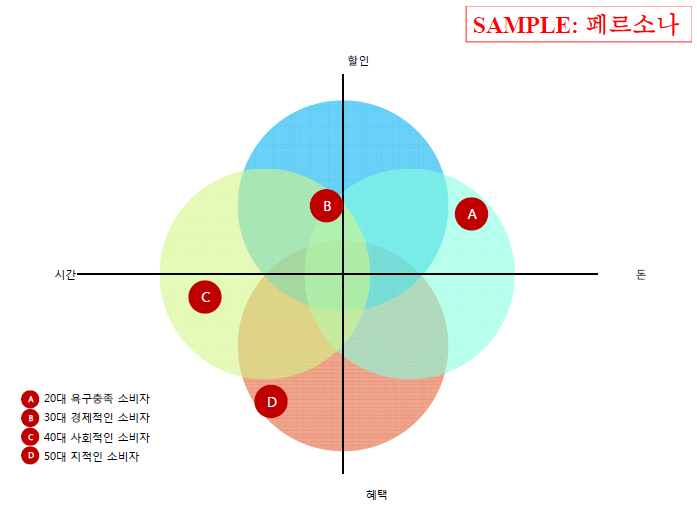 SAMPLE: 페르소나
할인
B
A
시간
돈
C
D
A 20대 욕구충족 소비자
B 30대 경제적인 소비자
C 40대 사회적인 소비자
D 50대 지적인 소비자
혜택